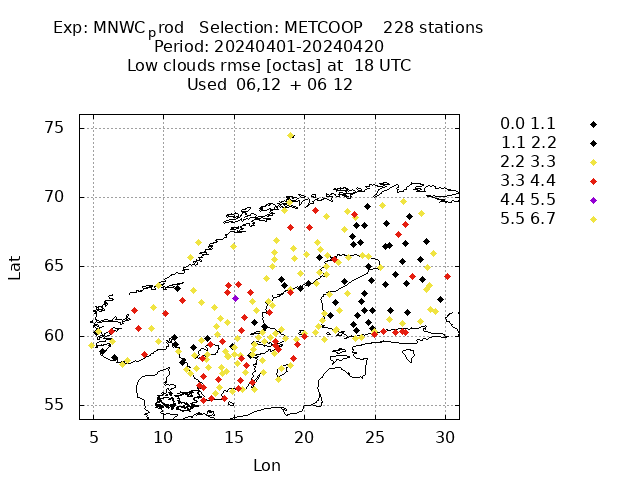 Exp: MNWCprod   Selection: METCOOP    228 stations
Period: 20240401-20240420
Low clouds rmse [octas] at  18 UTC
Used  06,12  + 06 12
75
70
65
60
55
5 10 15 20 25 30
Lat
Lon
0.0 1.1
1.1 2.2
2.2 3.3
3.3 4.4
4.4 5.5
5.5 6.7